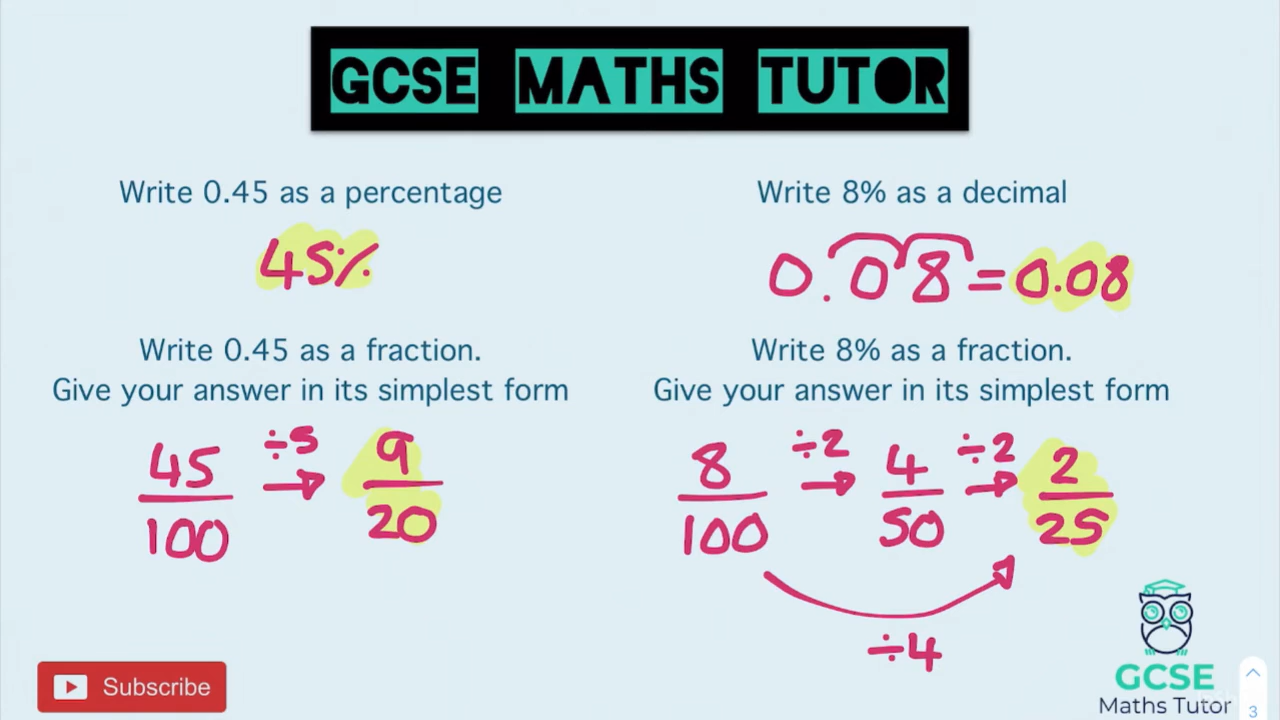 GCSE MATHS TUTOR
Write 0.45 as a percentage
45%
Write 0.45 as a fraction.
Give your answer in its simplest form
÷5
45/100 → 9/20
Write 8% as a decimal
0.08 = 0.08
Write 8% as a fraction.
Give your answer in its simplest form
÷2 ÷2
8/100 → 4/50 → 2/25
÷4
Subscribe
GCSE
Maths Tutor
3